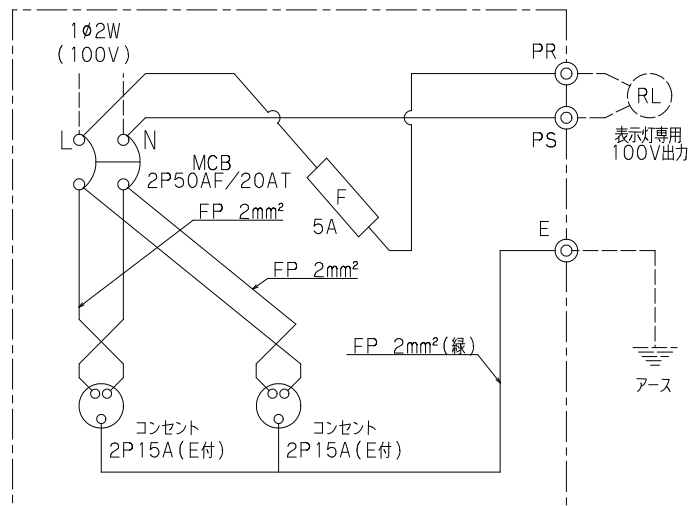 1φ2W
(100V)
L
N
MCB
2P50AF/20AT
FP 2mm²
FP 2mm²
F
5A
PR
PS
RL
表示灯専用
100V出力
E
FP 2mm²(緑)
アース
コンセント
2P15A(E付)
コンセント
2P15A(E付)